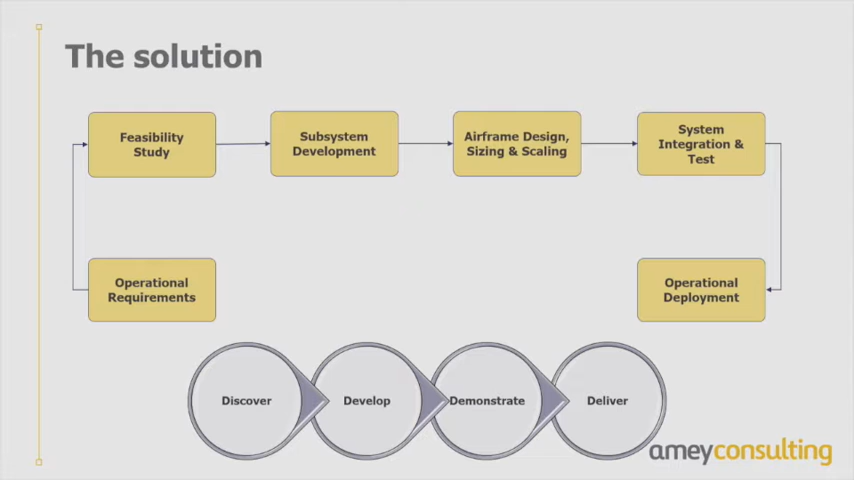 The solution
Feasibility
Study
Subsystem
Development
Airframe Design,
Sizing & Scaling
System
Integration &
Test
Operational
Requirements
Operational
Deployment
Discover
Develop
Demonstrate
Deliver
ameyconsulting